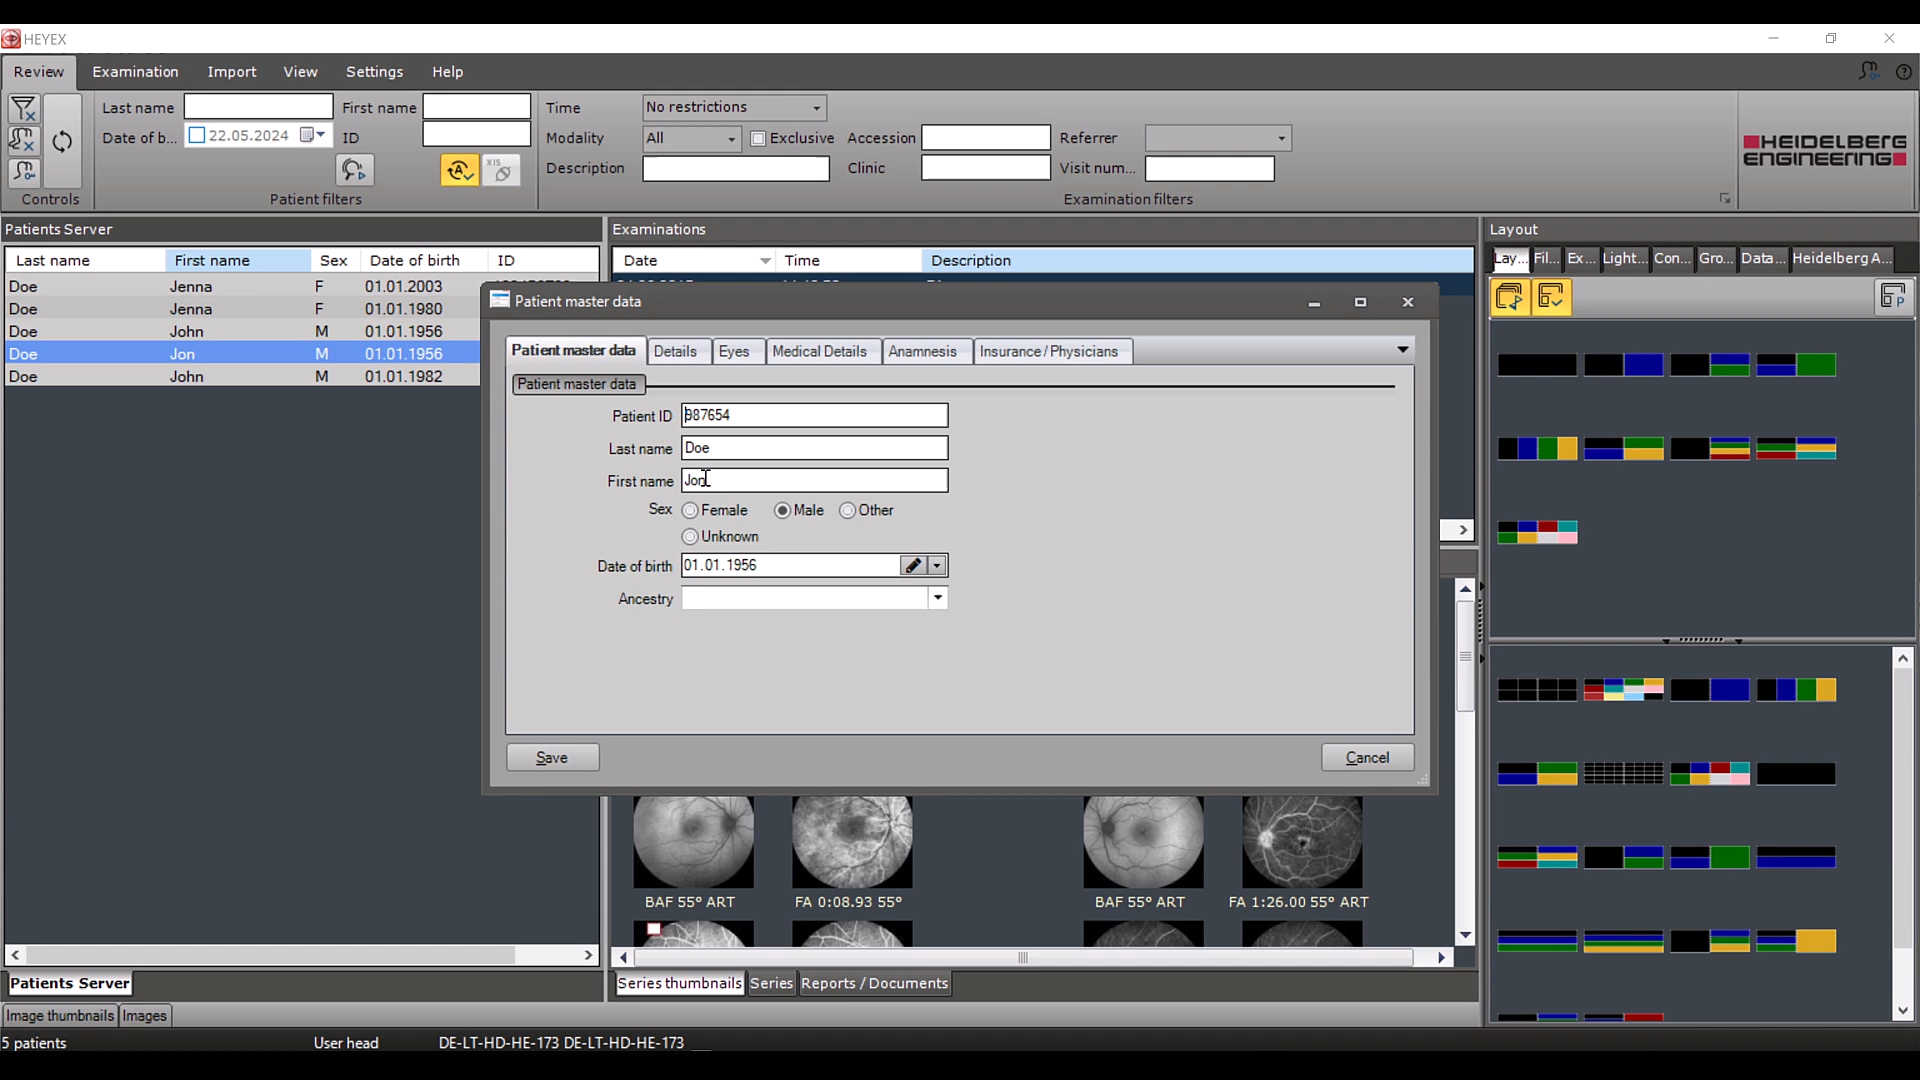 HEYEX
Review Examination Import View Settings Help
Last name First name Time No restrictions
Date of b... 22.05.2024 ID Modality All Exclusive Accession Referrer
XIS Description Clinic Visit num...
Controls Patient filters Examination filters
HEIDELBERG
ENGINEERING
Patients Server
Last name First name Sex Date of birth ID
Doe Jenna F 01.01.2003
Doe Jenna F 01.01.1980
Doe John M 01.01.1956
Doe Jon M 01.01.1956
Doe John M 01.01.1982
Examinations
Date Time Description
Layout
Lay... Fil... Ex... Light... Con... Gro... Data... Heidelberg A...
Patient master data
Patient master data Details Eyes Medical Details Anamnesis Insurance / Physicians
Patient master data
Patient ID 987654
Last name Doe
First name Jon
Sex Female Male Other
Unknown
Date of birth 01.01.1956
Ancestry
Save Cancel
BAF 55° ART FA 0:08.93 55° BAF 55° ART FA 1:26.00 55° ART
Patients Server
Series thumbnails Series Reports / Documents
Image thumbnails Images
5 patients User head DE-LT-HD-HE-173 DE-LT-HD-HE-173